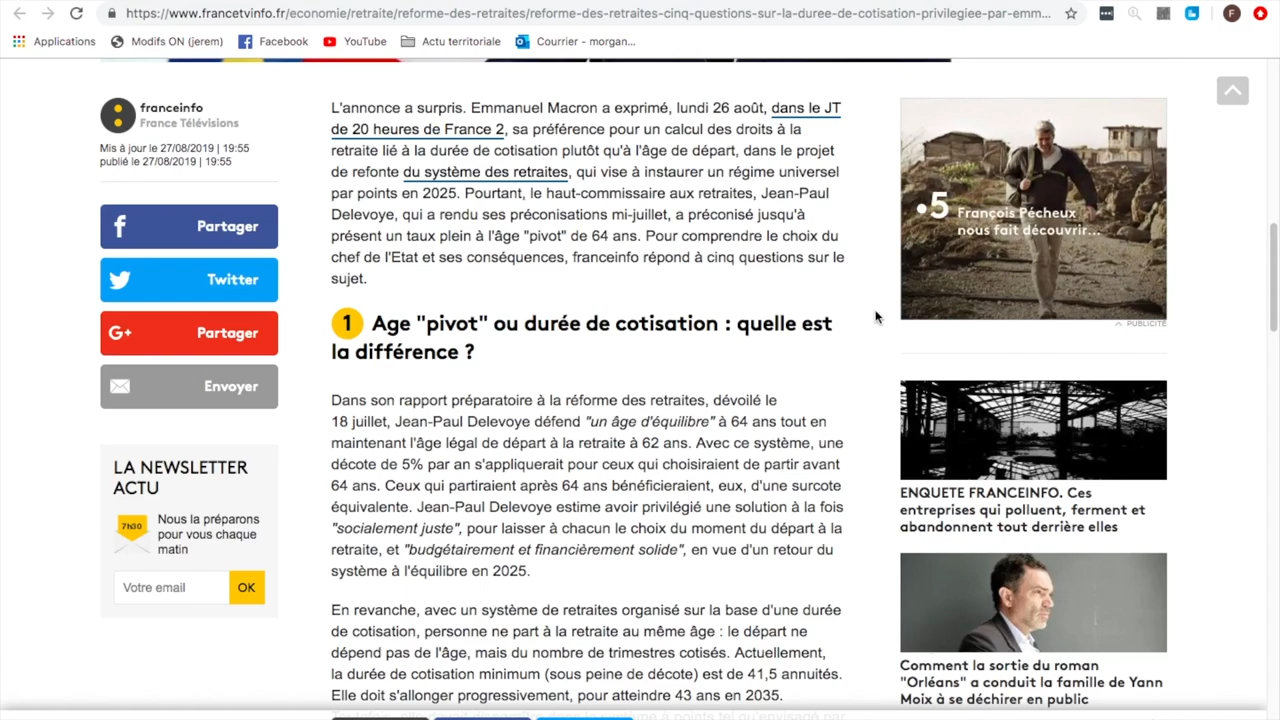 https://www.francetvinfo.fr/economie/retraite/reforme-des-retraites/reforme-des-retraites-cinq-questions-sur-la-duree-de-cotisation-privilegiee-par-emm...
F
Applications
Modifs ON (jerem)
Facebook
YouTube
Actu territoriale
Courrier - morgan...
franceinfo
France Télévisions
Mis à jour le 27/08/2019 | 19:55
publié le 27/08/2019 | 19:55
Partager
Twitter
G+ Partager
Envoyer
LA NEWSLETTER
ACTU
7h30
Nous la préparons
pour vous chaque
matin
Votre email
OK
L'annonce a surpris. Emmanuel Macron a exprimé, lundi 26 août, dans le JT
de 20 heures de France 2, sa préférence pour un calcul des droits à la
retraite lié à la durée de cotisation plutôt qu'à l'âge de départ, dans le projet
de refonte du système des retraites, qui vise à instaurer un régime universel
par points en 2025. Pourtant, le haut-commissaire aux retraites, Jean-Paul
Delevoye, qui a rendu ses préconisations mi-juillet, a préconisé jusqu'à
présent un taux plein à l'âge "pivot" de 64 ans. Pour comprendre le choix du
chef de l'Etat et ses conséquences, franceinfo répond à cinq questions sur le
sujet.
1 Age "pivot" ou durée de cotisation : quelle est
la différence ?
Dans son rapport préparatoire à la réforme des retraites, dévoilé le
18 juillet, Jean-Paul Delevoye défend "un âge d'équilibre" à 64 ans tout en
maintenant l'âge légal de départ à la retraite à 62 ans. Avec ce système, une
décote de 5% par an s'appliquerait pour ceux qui choisiraient de partir avant
64 ans. Ceux qui partiraient après 64 ans bénéficieraient, eux, d'une surcote
équivalente. Jean-Paul Delevoye estime avoir privilégié une solution à la fois
"socialement juste", pour laisser à chacun le choix du moment du départ à la
retraite, et "budgétairement et financièrement solide", en vue d'un retour du
système à l'équilibre en 2025.
En revanche, avec un système de retraites organisé sur la base d'une durée
de cotisation, personne ne part à la retraite au même âge : le départ ne
dépend pas de l'âge, mais du nombre de trimestres cotisés. Actuellement,
la durée de cotisation minimum (sous peine de décote) est de 41,5 annuités.
Elle doit s'allonger progressivement, pour atteindre 43 ans en 2035.
•5
François Pécheux
nous fait découvrir...
PUBLICITÉ
ENQUETE FRANCEINFO. Ces
entreprises qui polluent, ferment et
abandonnent tout derrière elles
Comment la sortie du roman
"Orléans" a conduit la famille de Yann
Moix à se déchirer en public